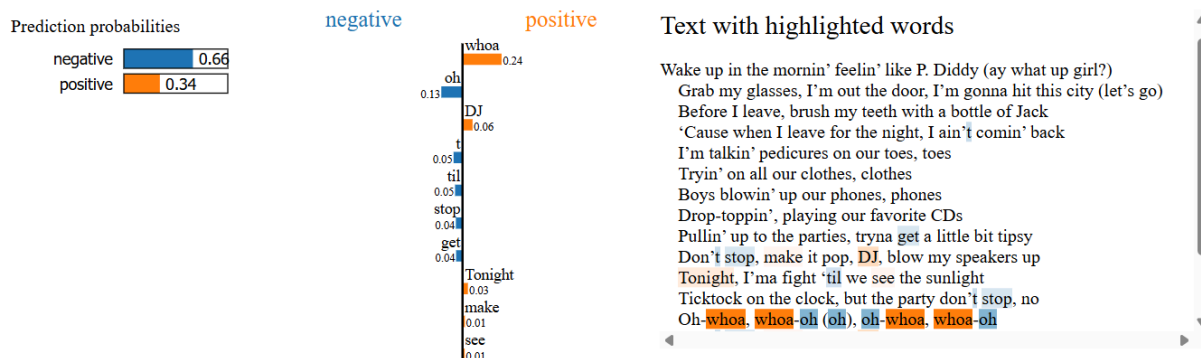 Prediction probabilities
negative 0.66
positive 0.34
negative positive
whoa
0.24
oh
0.13
DJ
0.06
t
0.05
til
0.05
stop
0.04
get
0.04
Tonight
0.03
make
0.01
see
0.01
Text with highlighted words
Wake up in the mornin’ feelin’ like P. Diddy (ay what up girl?)
Grab my glasses, I’m out the door, I’m gonna hit this city (let’s go)
Before I leave, brush my teeth with a bottle of Jack
‘Cause when I leave for the night, I ain’t comin’ back
I’m talkin’ pedicures on our toes, toes
Tryin’ on all our clothes, clothes
Boys blowin’ up our phones, phones
Drop-toppin’, playing our favorite CDs
Pullin’ up to the parties, tryna get a little bit tipsy
Don’t stop, make it pop, DJ, blow my speakers up
Tonight, I’ma fight ‘til we see the sunlight
Ticktock on the clock, but the party don’t stop, no
Oh-whoa, whoa-oh (oh), oh-whoa, whoa-oh